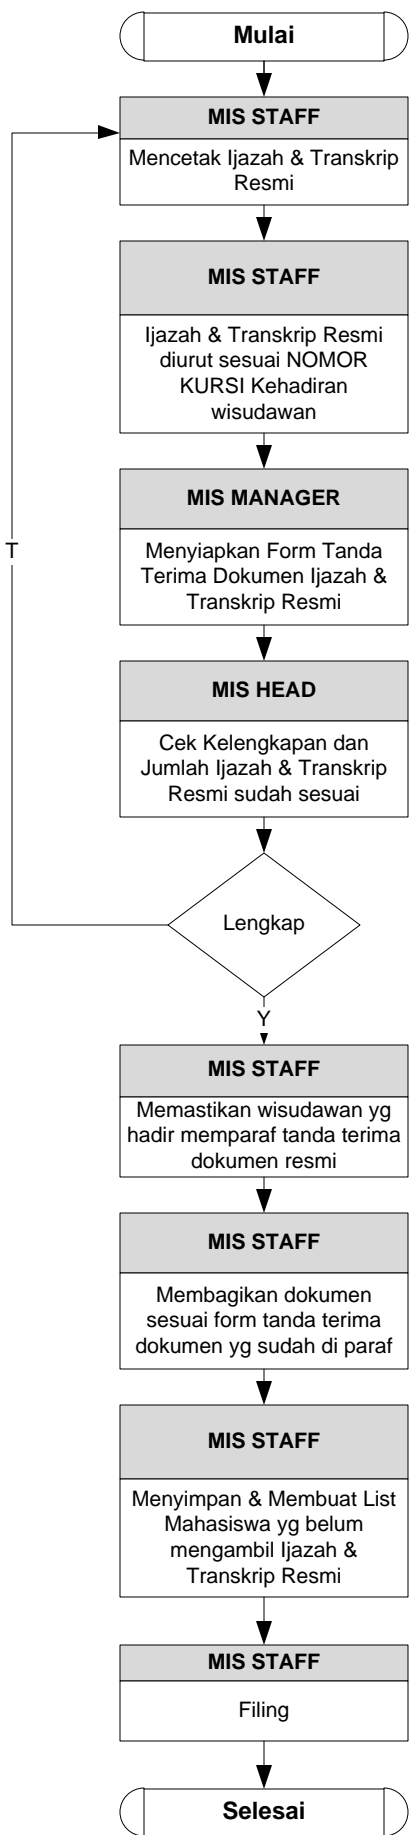 Mulai
MIS STAFF
Mencetak Ijazah & Transkrip
Resmi
MIS STAFF
Ijazah & Transkrip Resmi
diurut sesuai NOMOR
KURSI Kehadiran
wisudawan
MIS MANAGER
Menyiapkan Form Tanda
Terima Dokumen Ijazah &
Transkrip Resmi
T
MIS HEAD
Cek Kelengkapan dan
Jumlah Ijazah & Transkrip
Resmi sudah sesuai
Lengkap
Y
MIS STAFF
Memastikan wisudawan yg
hadir memparaf tanda terima
dokumen resmi
MIS STAFF
Membagikan dokumen
sesuai form tanda terima
dokumen yg sudah di paraf
MIS STAFF
Menyimpan & Membuat List
Mahasiswa yg belum
mengambil Ijazah &
Transkrip Resmi
MIS STAFF
Filing
Selesai